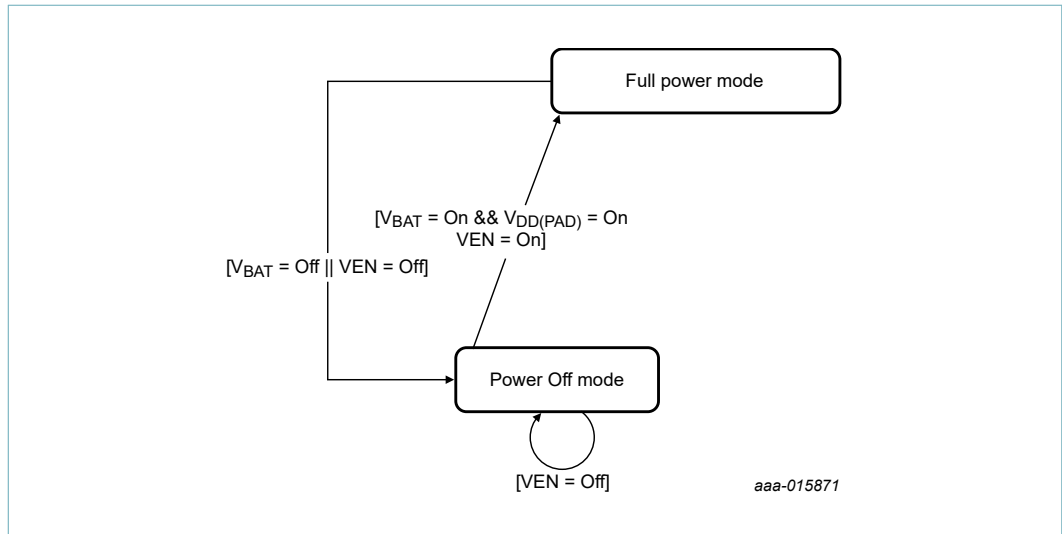 Full power mode
[VBAT = On && VDD(PAD) = On
VEN = On]
[VBAT = Off || VEN = Off]
Power Off mode
[VEN = Off]
aaa-015871